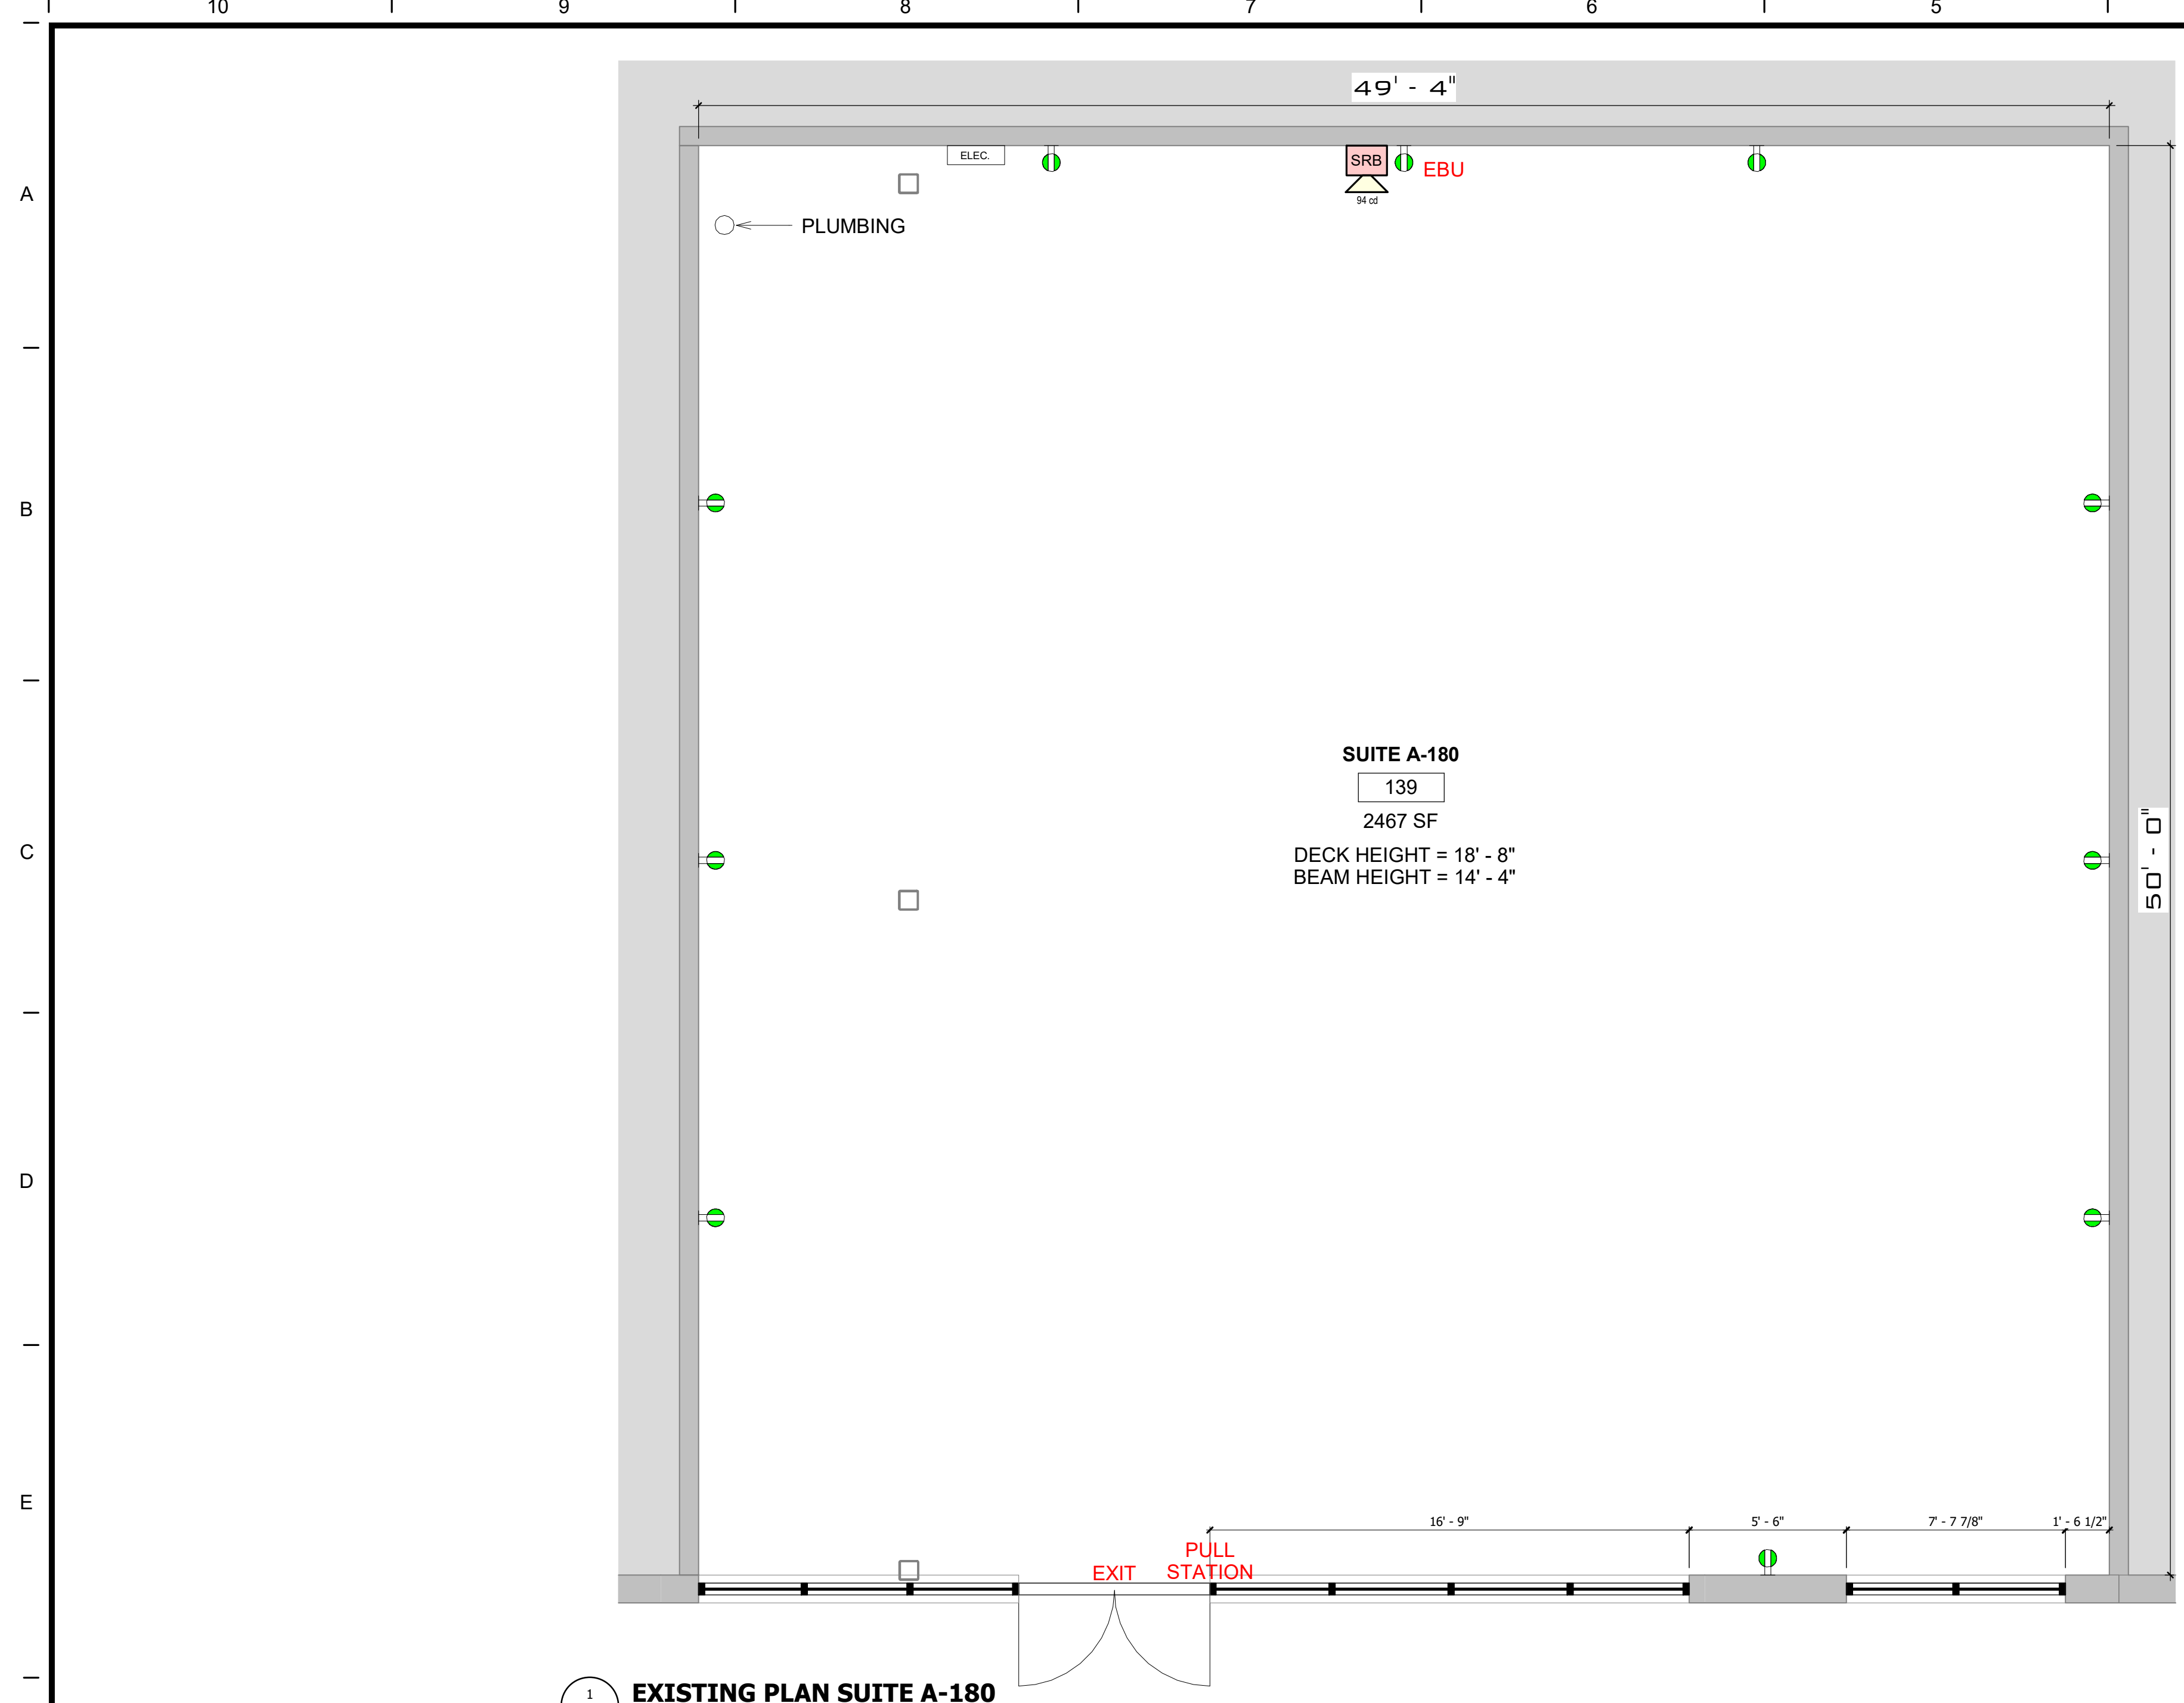 10 9 8 7 6 5
49' - 4"
ELEC.
SRB
EBU
94 cd
A
PLUMBING
B
SUITE A-180
139
2467 SF
DECK HEIGHT = 18' - 8"
BEAM HEIGHT = 14' - 4"
50' - 0"
C
D
E
16' - 9"
5' - 6"
7' - 7 7/8"
1' - 6 1/2"
PULL
STATION
EXIT
1
EXISTING PLAN SUITE A-180